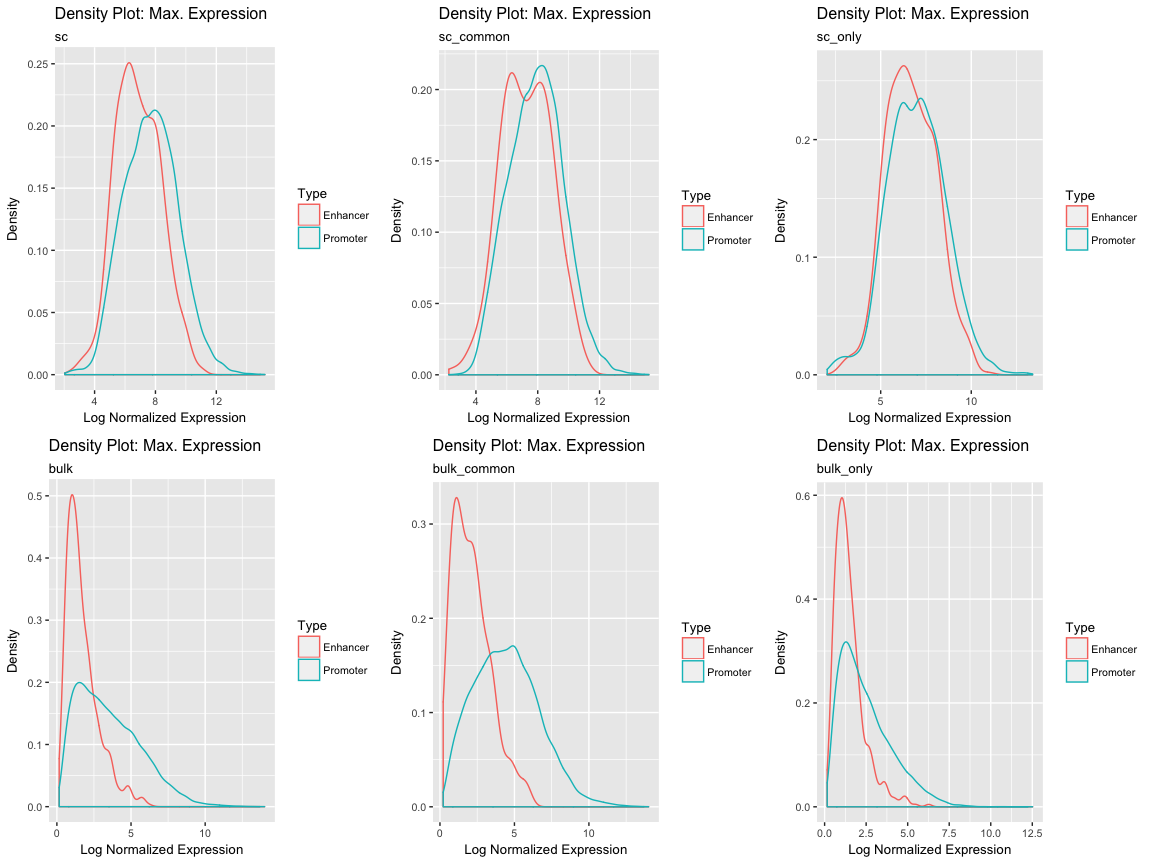 Density Plot: Max. Expression
sc
0.25
0.20
0.15
0.10
0.05
0.00
Density
4 8 12
Log Normalized Expression
Type
Enhancer
Promoter
Density Plot: Max. Expression
sc_common
0.20
0.15
0.10
0.05
0.00
Density
4 8 12
Log Normalized Expression
Type
Enhancer
Promoter
Density Plot: Max. Expression
sc_only
0.2
0.1
0.0
Density
5 10
Log Normalized Expression
Type
Enhancer
Promoter
Density Plot: Max. Expression
bulk
0.5
0.4
0.3
0.2
0.1
0.0
Density
0 5 10
Log Normalized Expression
Type
Enhancer
Promoter
Density Plot: Max. Expression
bulk_common
0.3
0.2
0.1
0.0
Density
0 5 10
Log Normalized Expression
Type
Enhancer
Promoter
Density Plot: Max. Expression
bulk_only
0.6
0.4
0.2
0.0
Density
0.0 2.5 5.0 7.5 10.0 12.5
Log Normalized Expression
Type
Enhancer
Promoter